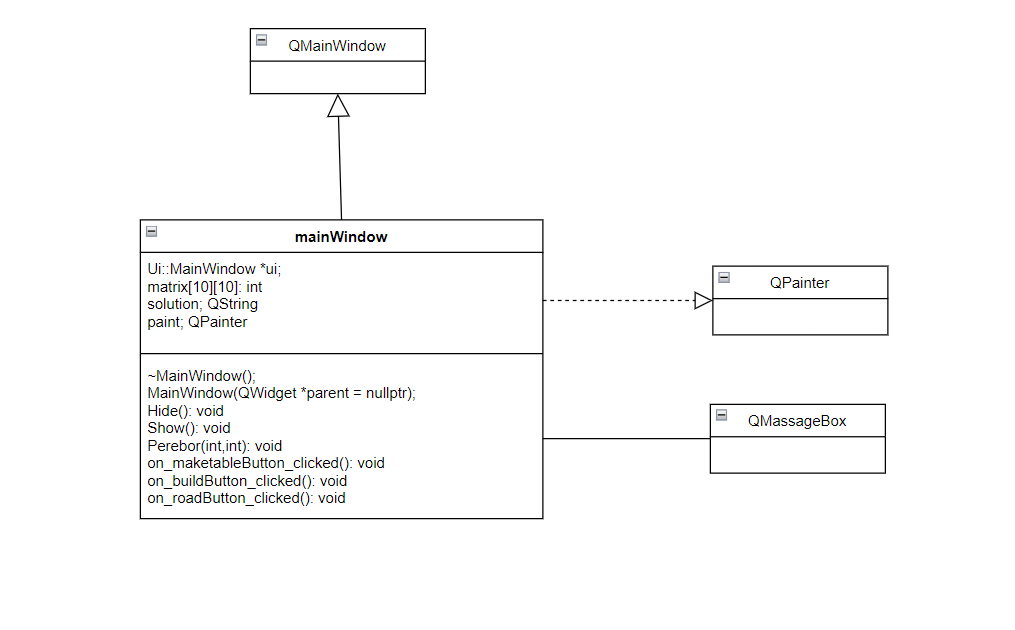 QMainWindow
mainWindow
Ui::MainWindow *ui;
matrix[10][10]: int
solution; QString
paint; QPainter
~MainWindow();
MainWindow(QWidget *parent = nullptr);
Hide(): void
Show(): void
Perebor(int,int): void
on_maketableButton_clicked(): void
on_buildButton_clicked(): void
on_roadButton_clicked(): void
QPainter
QMassageBox